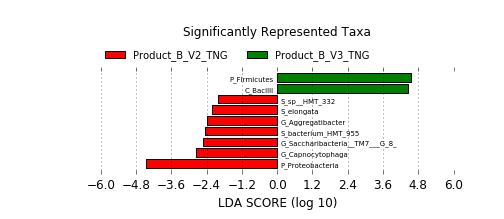 Significantly Represented Taxa
Product_B_V2_TNG Product_B_V3_TNG
P_Firmicutes
C_Bacilli
S_sp__HMT_332
S_elongata
G_Aggregatibacter
S_bacterium_HMT_955
G_Saccharibacteria__TM7___G_8_
G_Capnocytophaga
P_Proteobacteria
−6.0 −4.8 −3.6 −2.4 −1.2 0.0 1.2 2.4 3.6 4.8 6.0
LDA SCORE (log 10)